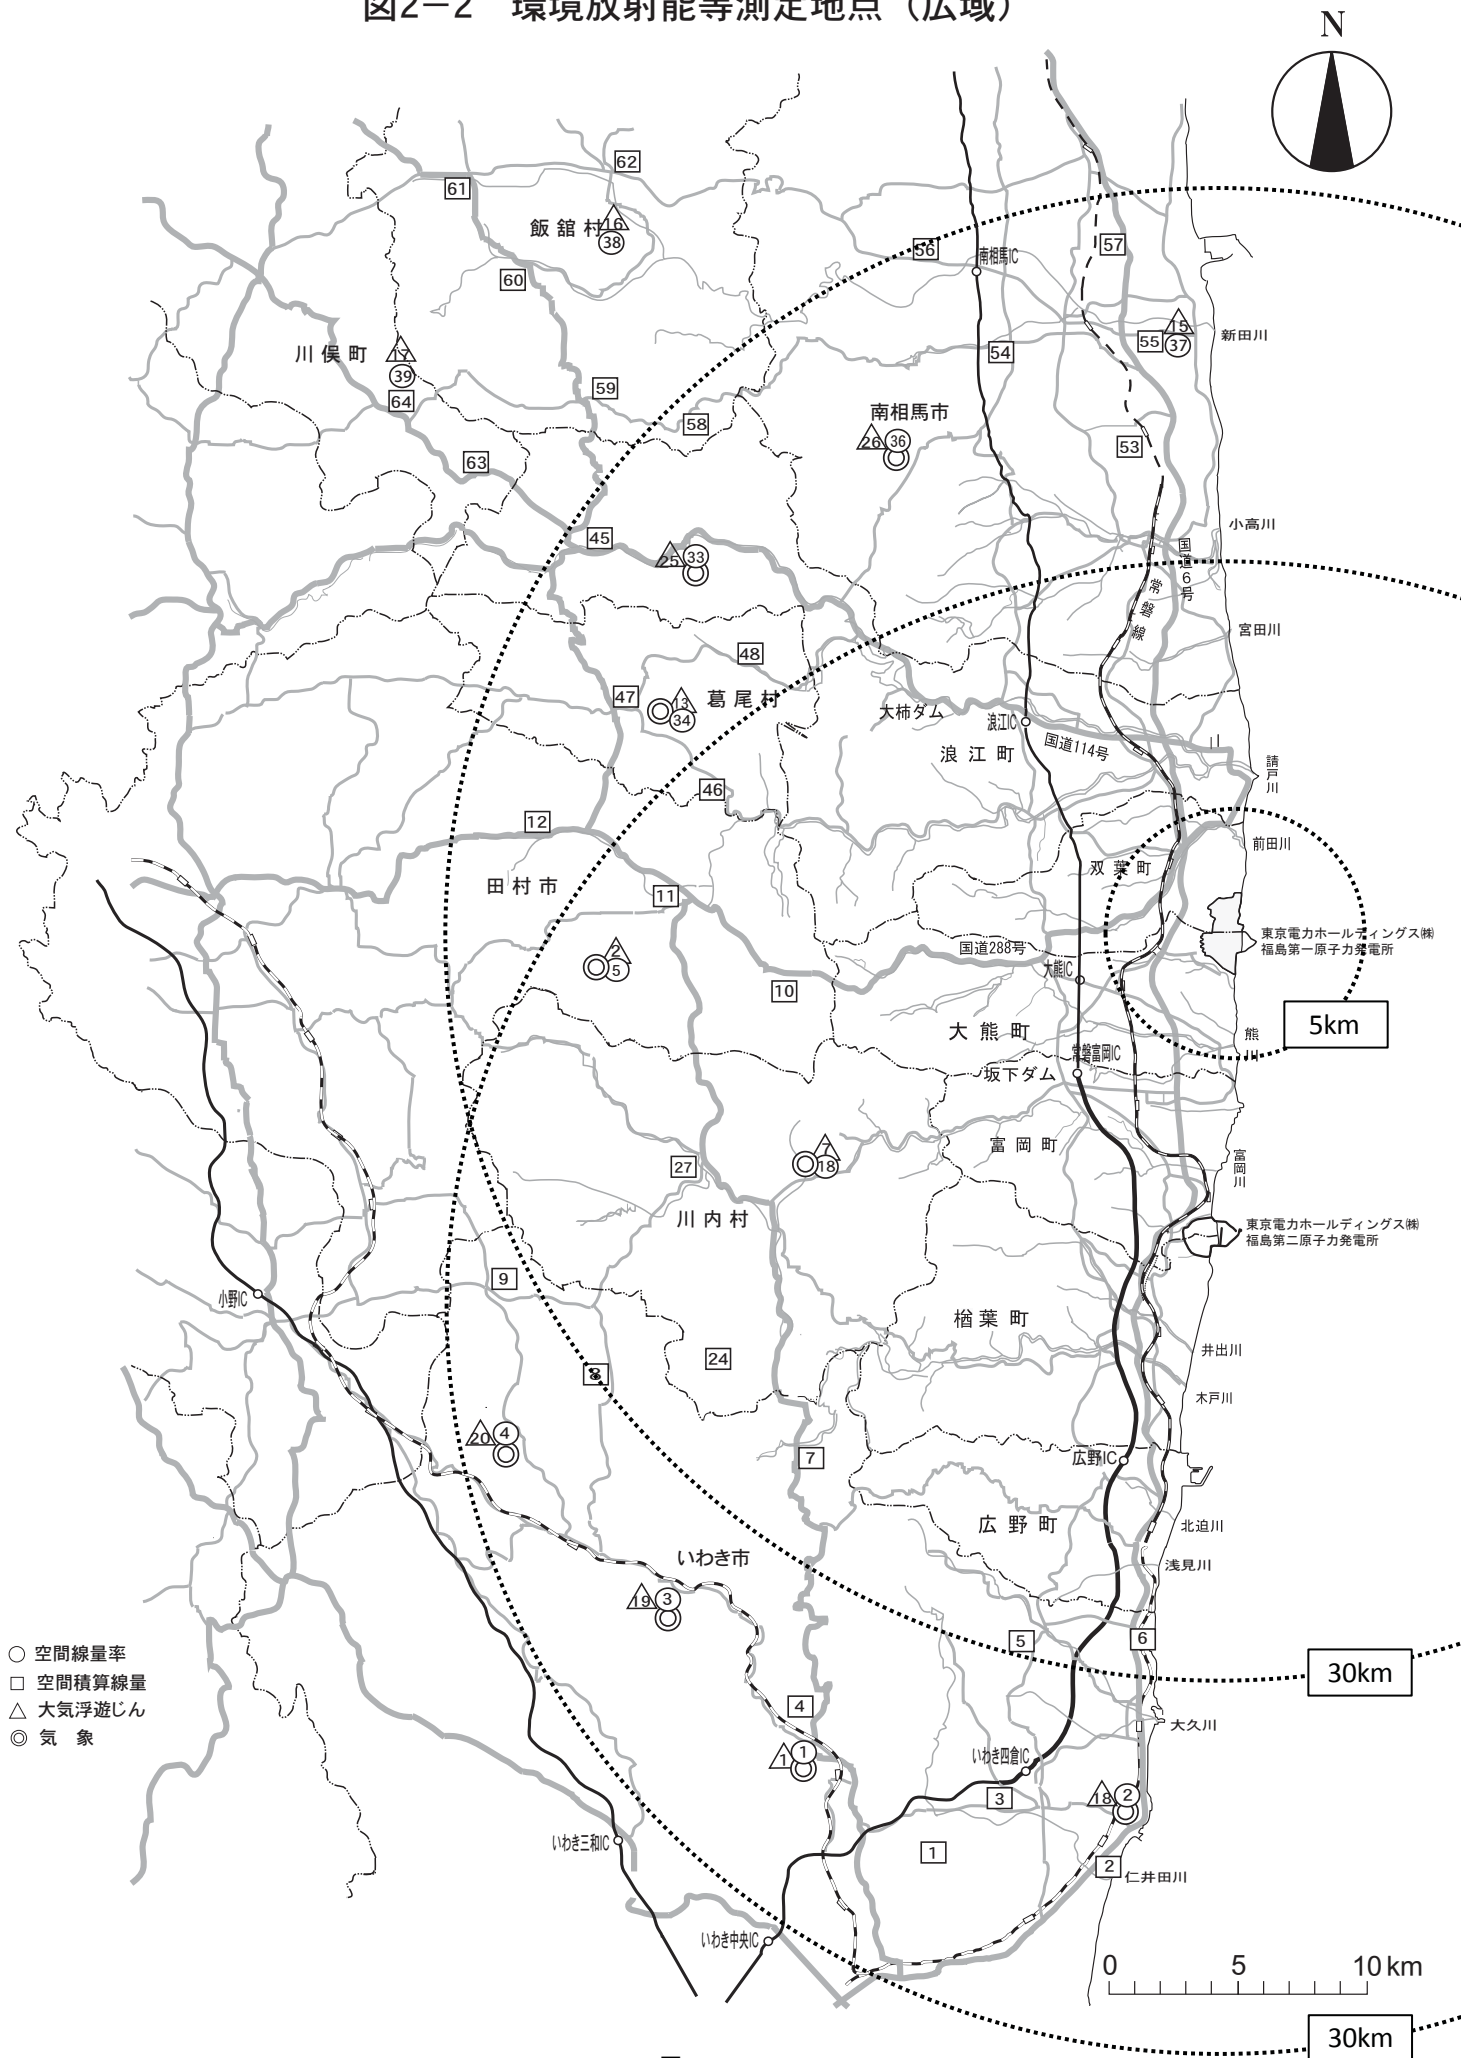 図2－2　環境放射能等測定地点（広域）
N
62
61
飯舘村
16
38
56
南相馬IC
57
60
15
55
37
新田川
川俣町
17
39
54
59
64
南相馬市
58
26
36
53
63
小高川
45
25
33
国道6号
常磐線
宮田川
48
47
13
葛尾村
34
大柿ダム
浪江IC
国道114号
川
浪江町
請戸川
46
12
前田川
双葉町
田村市
11
東京電力ホールディングス㈱
福島第一原子力発電所
国道288号
2
5
大熊IC
10
5km
大熊町
熊川
常磐富岡IC
坂下ダム
富岡町
7
18
27
富岡川
川内村
東京電力ホールディングス㈱
福島第二原子力発電所
9
小野IC
楢葉町
井出川
24
8
木戸川
20
4
7
広野IC
広野町
北迫川
いわき市
浅見川
19
3
5
6
○ 空間線量率
30km
□ 空間積算線量
△ 大気浮遊じん
4
大久川
◎ 気　象
1
1
いわき四倉IC
18
2
3
いわき三和IC
1
2
仁井田川
いわき中央IC
0 5 10 km
30km